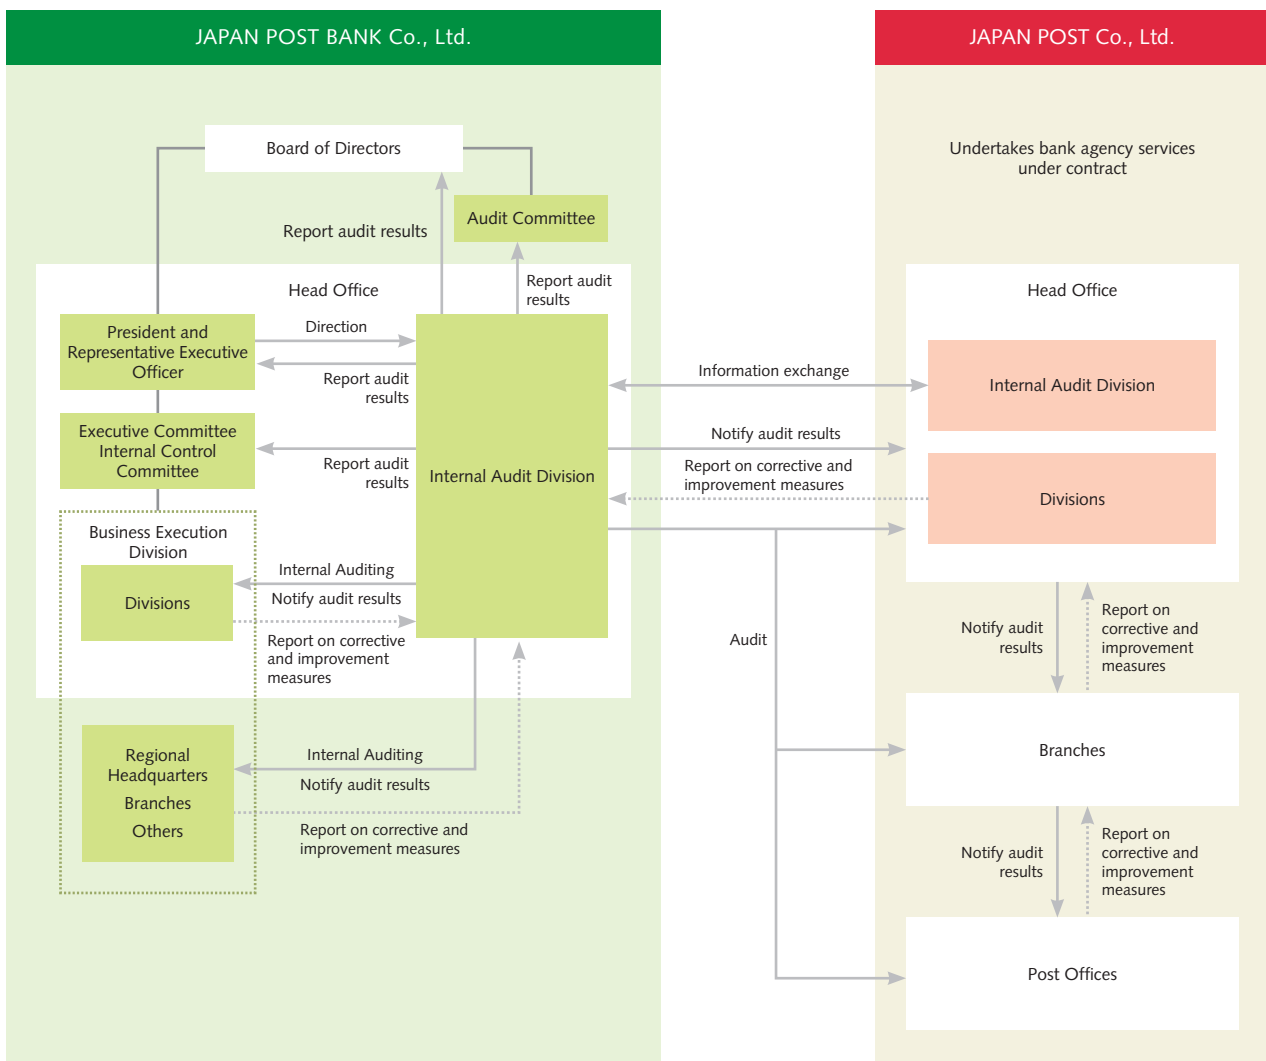 JAPAN POST BANK Co., Ltd.
Board of Directors
Audit Committee
Report audit results
Report audit
results
Head Office
President and
Representative Executive
Officer
Direction
Report audit
results
Executive Committee
Internal Control
Committee
Report audit
results
Internal Audit Division
Business Execution
Division
Divisions
Internal Auditing
Notify audit results
Report on corrective
and improvement
measures
Regional
Headquarters
Branches
Others
Internal Auditing
Notify audit results
Report on corrective and
improvement measures
Information exchange
Notify audit results
Report on corrective and
improvement measures
Audit
JAPAN POST Co., Ltd.
Undertakes bank agency services
under contract
Head Office
Internal Audit Division
Divisions
Notify audit
results
Report on
corrective and
improvement
measures
Branches
Notify audit
results
Report on
corrective and
improvement
measures
Post Offices